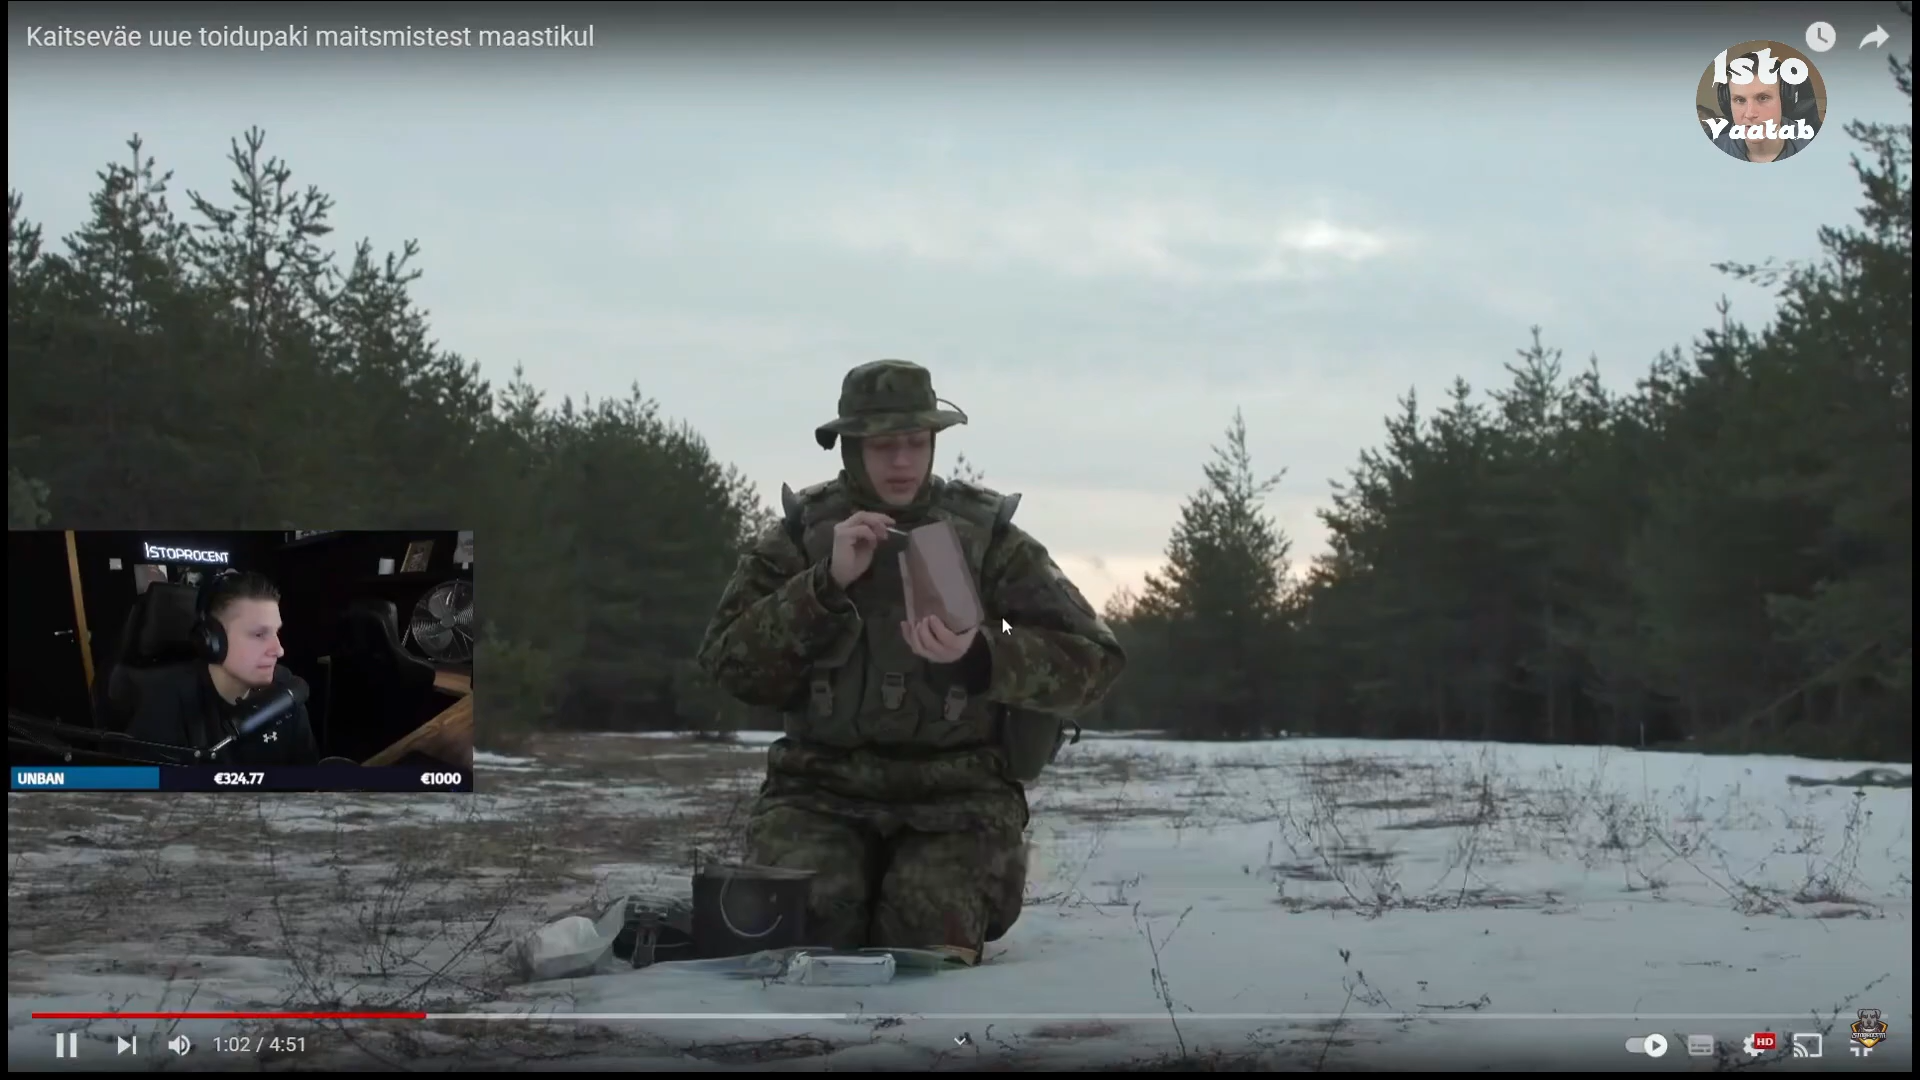 Kaitseväe uue toidupaki maitsmistest maastikul
Isto
Vaatab
ISTOPROCENT
UNBAN €324.77 €1000
1:02 / 4:51
HD